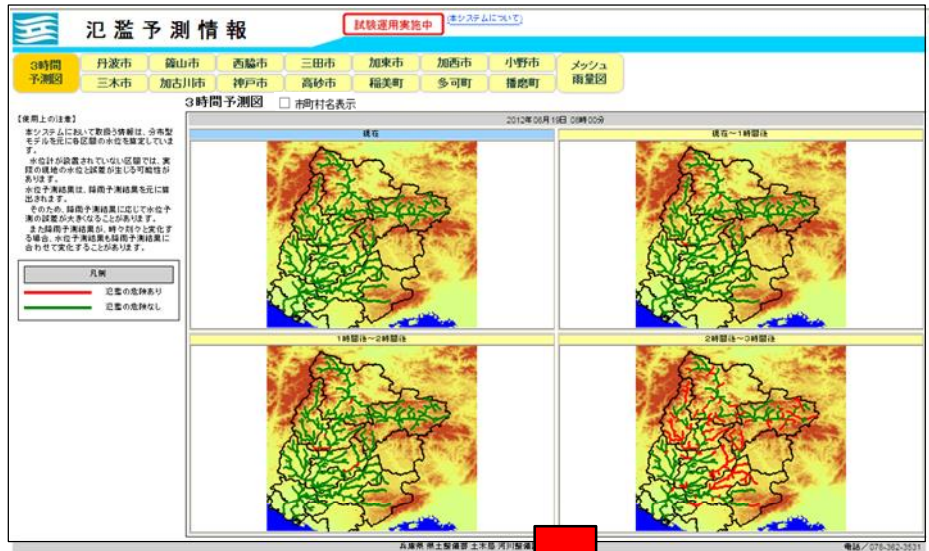 氾濫予測情報
試験運用実施中
(本システムについて)
3時間
予測図
丹波市 篠山市 西脇市 三田市 加東市 加西市 小野市
三木市 加古川市 神戸市 高砂市 稲美町 多可町 播磨町
メッシュ
雨量図
3時間予測図 市町村名表示
2012年06月19日 08時00分
【使用上の注意】
本システムにおいて取扱う情報は、分布型
モデルを元に各区間の水位を算定していま
す。
水位計が設置されていない区間では、実
際の現地の水位と誤差が生じる可能性が
あります。
水位予測結果は、降雨予測結果を元に算
出されます。
そのため、降雨予測結果に応じて水位予
測の誤差が大きくなることがあります。
また降雨予測結果が、時々刻々と変化す
る場合、水位予測結果も降雨予測結果に
合わせて変化することがあります。
凡例
氾濫の危険あり
氾濫の危険なし
現在
現在～1時間後
1時間後～2時間後
2時間後～3時間後
兵庫県 県土整備部 土木局 河川整備
電話/078-362-3531